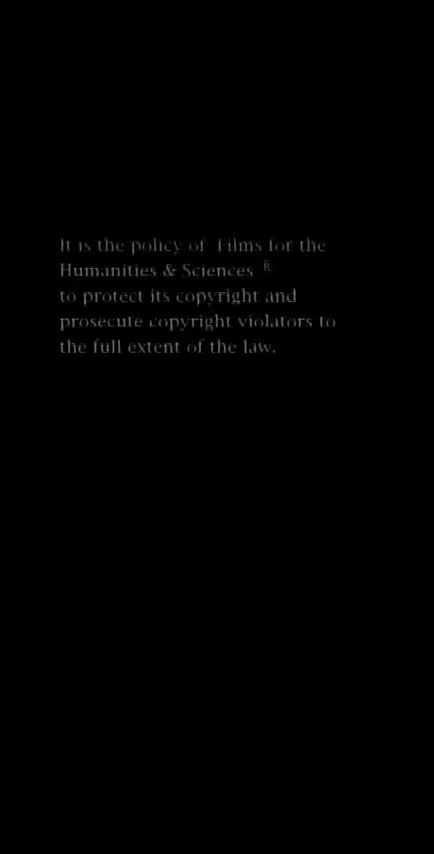 It is the policy of Films for the
Humanities & Sciences ®
to protect its copyright and
prosecute copyright violators to
the full extent of the law.